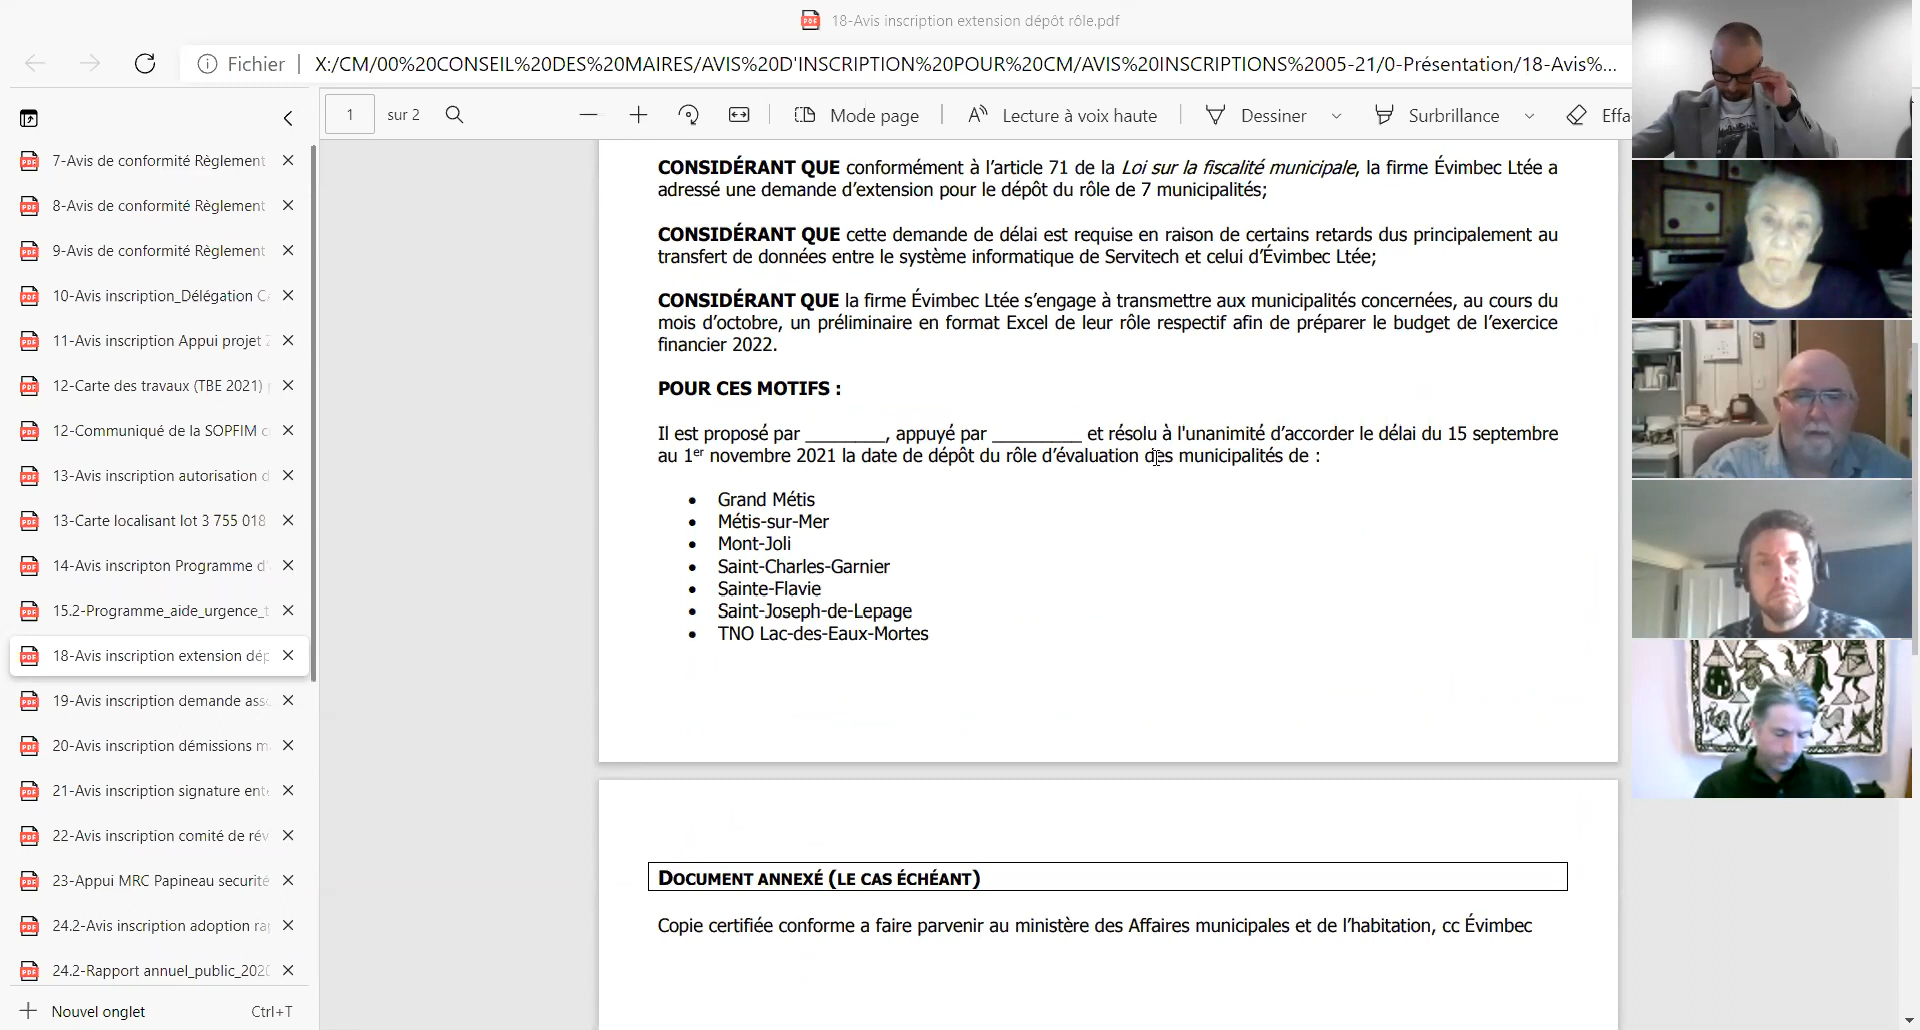 18-Avis inscription extension dépôt rôle.pdf
Fichier
X:/CM/00%20CONSEIL%20DES%20MAIRES/AVIS%20D'INSCRIPTION%20POUR%20CM/AVIS%20INSCRIPTIONS%2005-21/0-Présentation/18-Avis%...
1 sur 2 Mode page Lecture à voix haute Dessiner Surbrillance Effa
7-Avis de conformité Règlement
8-Avis de conformité Règlement
9-Avis de conformité Règlement
10-Avis inscription_Délégation
11-Avis inscription Appui projet
12-Carte des travaux (TBE 2021)
12-Communiqué de la SOPFIM c
13-Avis inscription autorisation d
13-Carte localisant lot 3 755 018
14-Avis inscripton Programme d'
15.2-Programme_aide_urgence_t
18-Avis inscription extension dép
19-Avis inscription demande ass
20-Avis inscription démissions m
21-Avis inscription signature ent
22-Avis inscription comité de rév
23-Appui MRC Papineau securité
24.2-Avis inscription adoption ra
24.2-Rapport annuel_public_202
Nouvel onglet Ctrl+T
CONSIDÉRANT QUE conformément à l'article 71 de la Loi sur la fiscalité municipale, la firme Évimbec Ltée a
adressé une demande d'extension pour le dépôt du rôle de 7 municipalités;
CONSIDÉRANT QUE cette demande de délai est requise en raison de certains retards dus principalement au
transfert de données entre le système informatique de Servitech et celui d'Évimbec Ltée;
CONSIDÉRANT QUE la firme Évimbec Ltée s'engage à transmettre aux municipalités concernées, au cours du
mois d'octobre, un préliminaire en format Excel de leur rôle respectif afin de préparer le budget de l'exercice
financier 2022.
POUR CES MOTIFS :
Il est proposé par ________, appuyé par _________ et résolu à l'unanimité d'accorder le délai du 15 septembre
au 1er novembre 2021 la date de dépôt du rôle d'évaluation des municipalités de :
• Grand Métis
• Métis-sur-Mer
• Mont-Joli
• Saint-Charles-Garnier
• Sainte-Flavie
• Saint-Joseph-de-Lepage
• TNO Lac-des-Eaux-Mortes
DOCUMENT ANNEXÉ (LE CAS ÉCHÉANT)
Copie certifiée conforme a faire parvenir au ministère des Affaires municipales et de l'habitation, cc Évimbec